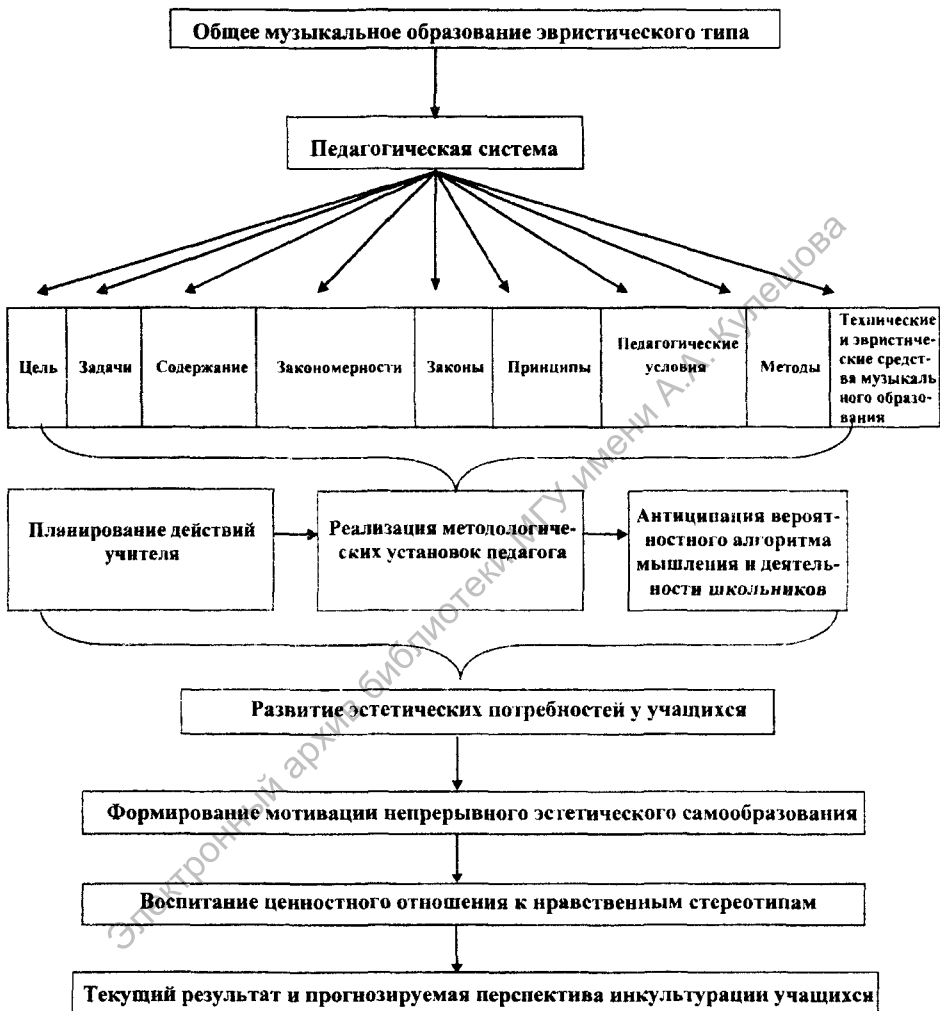 Общее музыкальное образование эвристического типа
Педагогическая система
Цель
Задачи
Содержание
Закономерности
Законы
Принципы
Педагогические
условия
Методы
Технические
и эвристиче-
ские средст-
ва музыкаль
ного образо-
вания
Планирование действий
учителя
Реализация методологиче-
ских установок педагога
Антиципация вероят-
ностного алгоритма
мышления и деятель-
ности школьников
Развитие эстетических потребностей у учащихся
Формирование мотивации непрерывного эстетического самообразования
Воспитание ценностного отношения к нравственным стереотипам
Текущий результат и прогнозируемая перспектива инкультурации учащихся
Электронный архив библиотеки МГУ имени А.А. Кулешова